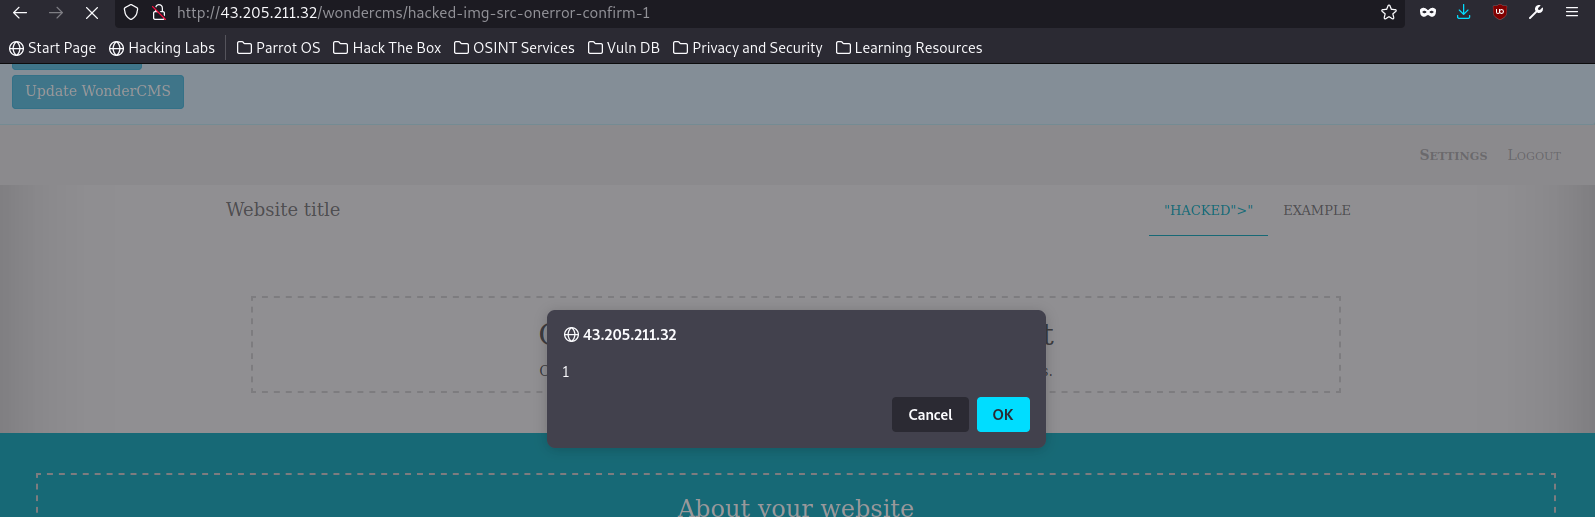 http://43.205.211.32/wondercms/hacked-img-src-onerror-confirm-1
Start Page Hacking Labs Parrot OS Hack The Box OSINT Services Vuln DB Privacy and Security Learning Resources
Update WonderCMS
SETTINGS LOGOUT
Website title "HACKED">" EXAMPLE
43.205.211.32
1
Cancel OK
About your website